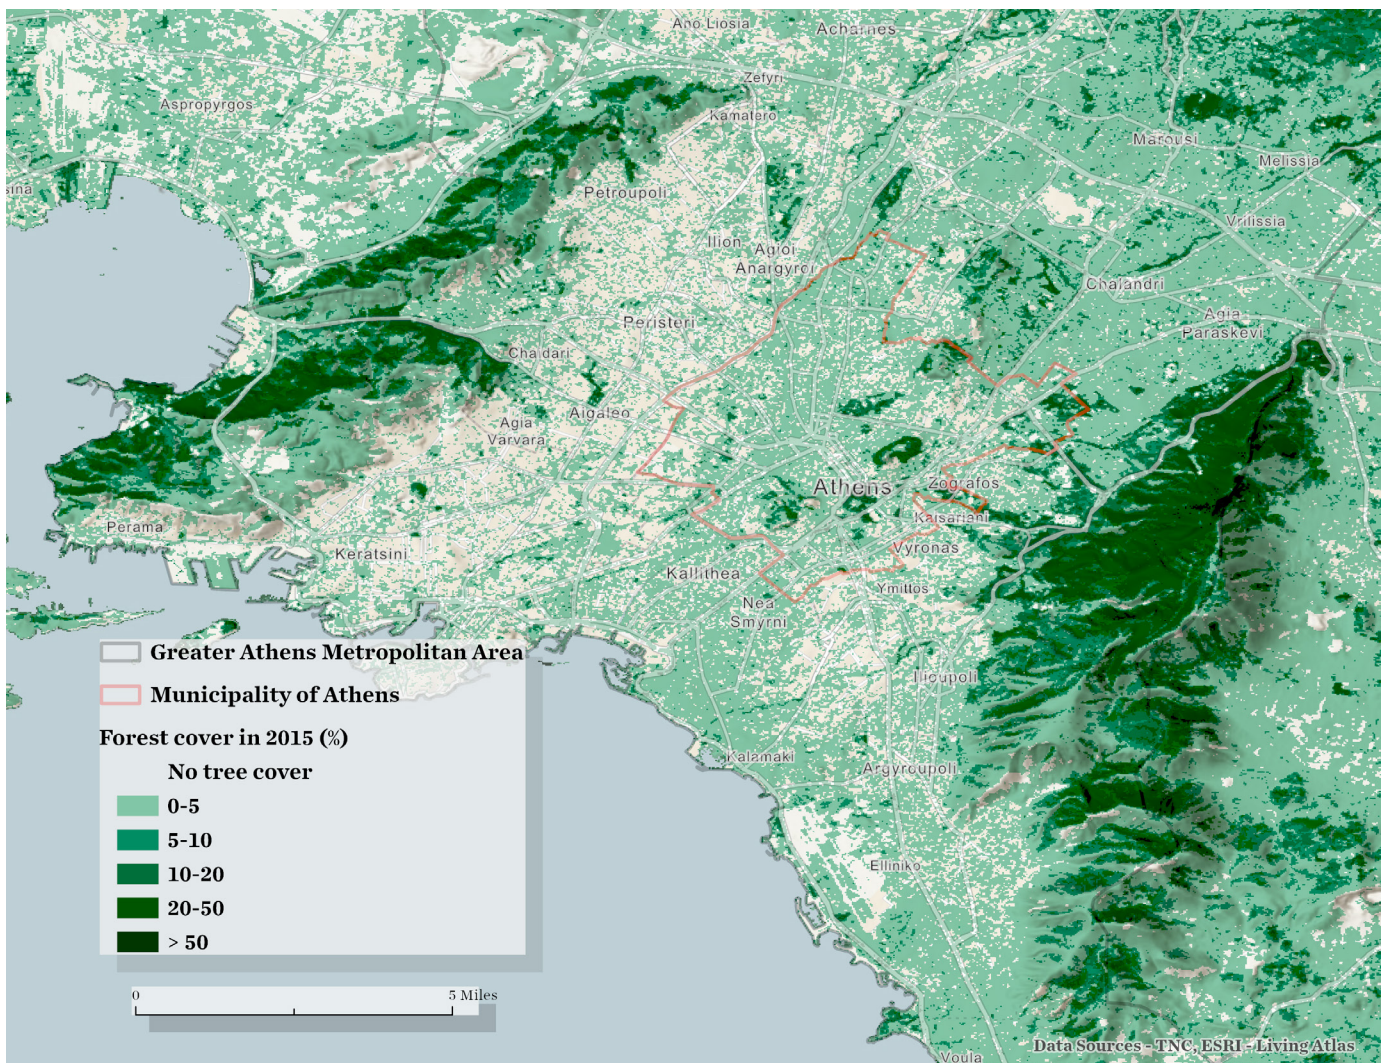 Ano Liosia
Acharnes
Zefyri
Aspropyrgos
Kamatero
Marousi
Melissia
sina
Petroupoli
Vrilissia
Ilion
Agioi
Anargyroi
Chalandri
Agia
Paraskevi
Peristeri
Chaidari
Aigaleo
Agia
Varvara
Athens
Zografos
Kaisariani
Perama
Keratsini
Vyronas
Kallithea
Ymittos
Nea
Smyrni
Ilioupoli
Kalamaki
Argyroupoli
Elliniko
Voula
Greater Athens Metropolitan Area
Municipality of Athens
Forest cover in 2015 (%)
No tree cover
0-5
5-10
10-20
20-50
> 50
0 5 Miles
Data Sources - TNC, ESRI - Living Atlas